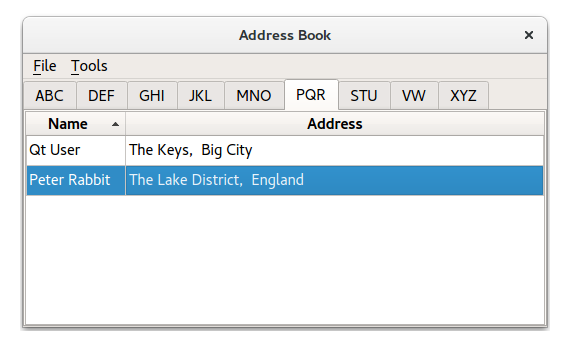 Address Book
File Tools
ABC DEF GHI JKL MNO PQR STU VW XYZ
Name Address
Qt User The Keys, Big City
Peter Rabbit The Lake District, England